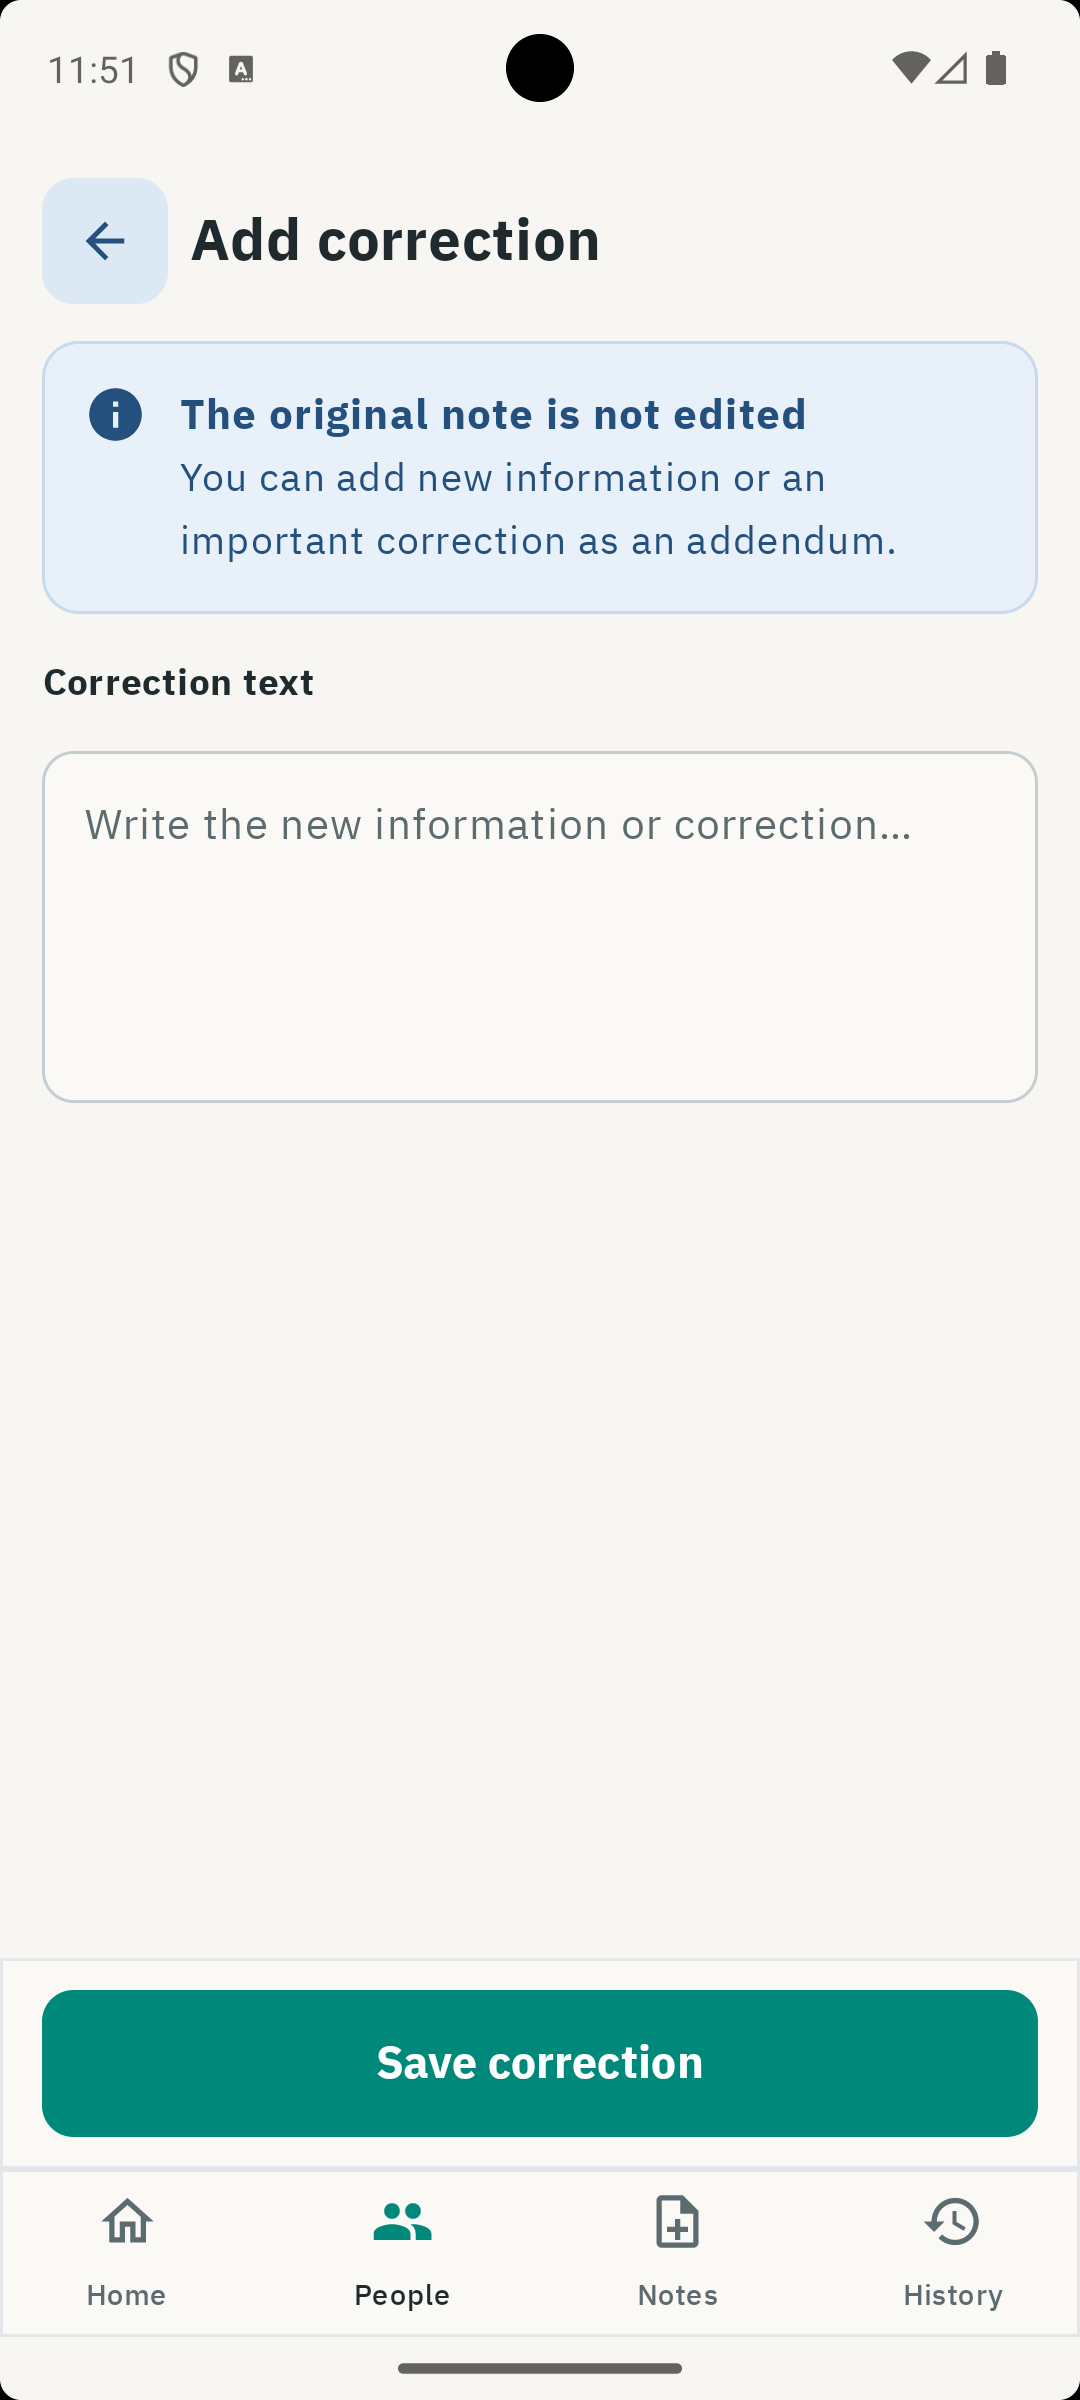 11:51
Add correction
The original note is not edited
You can add new information or an
important correction as an addendum.
Correction text
Write the new information or correction...
Save correction
Home
People
Notes
History